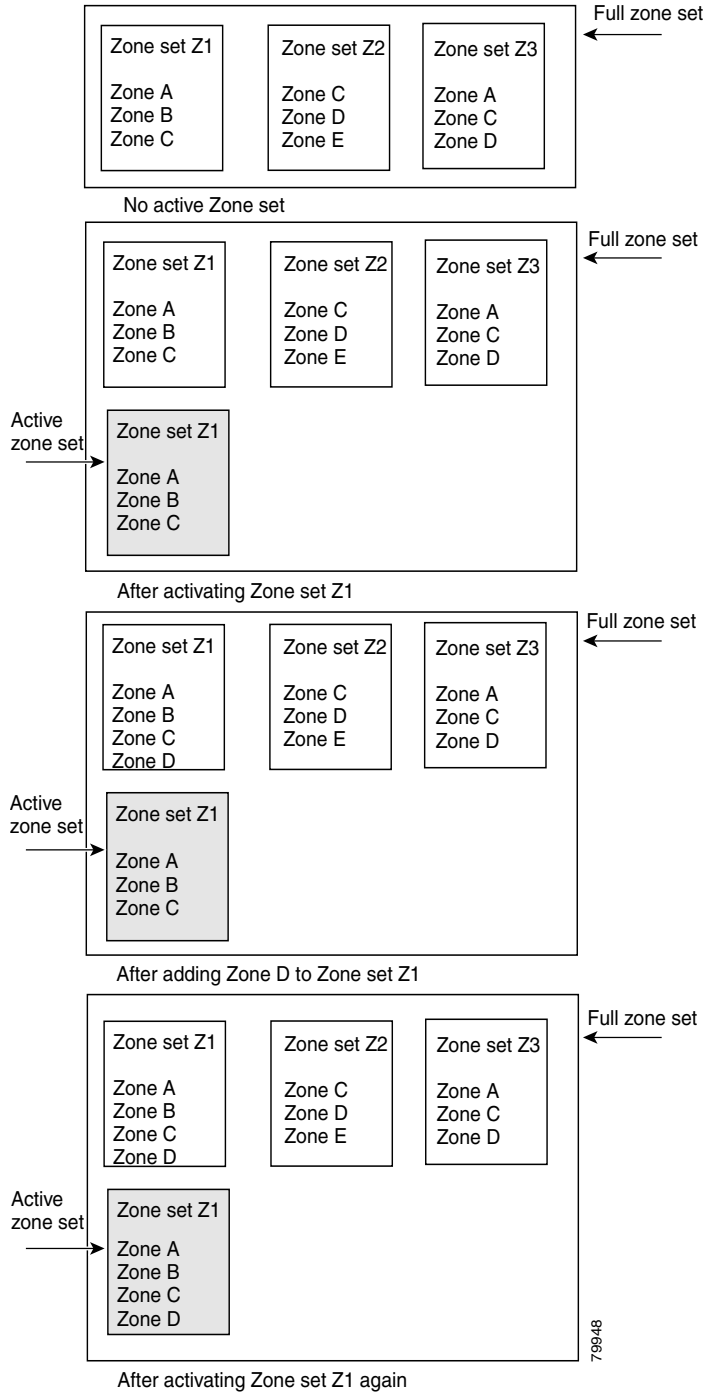 Full zone set
Zone set Z1
Zone A
Zone B
Zone C
Zone set Z2
Zone C
Zone D
Zone E
Zone set Z3
Zone A
Zone C
Zone D
No active Zone set
Full zone set
Zone set Z1
Zone A
Zone B
Zone C
Zone set Z2
Zone C
Zone D
Zone E
Zone set Z3
Zone A
Zone C
Zone D
Active
zone set
Zone set Z1
Zone A
Zone B
Zone C
After activating Zone set Z1
Full zone set
Zone set Z1
Zone A
Zone B
Zone C
Zone D
Zone set Z2
Zone C
Zone D
Zone E
Zone set Z3
Zone A
Zone C
Zone D
Active
zone set
Zone set Z1
Zone A
Zone B
Zone C
After adding Zone D to Zone set Z1
Full zone set
Zone set Z1
Zone A
Zone B
Zone C
Zone D
Zone set Z2
Zone C
Zone D
Zone E
Zone set Z3
Zone A
Zone C
Zone D
Active
zone set
Zone set Z1
Zone A
Zone B
Zone C
Zone D
79948
After activating Zone set Z1 again